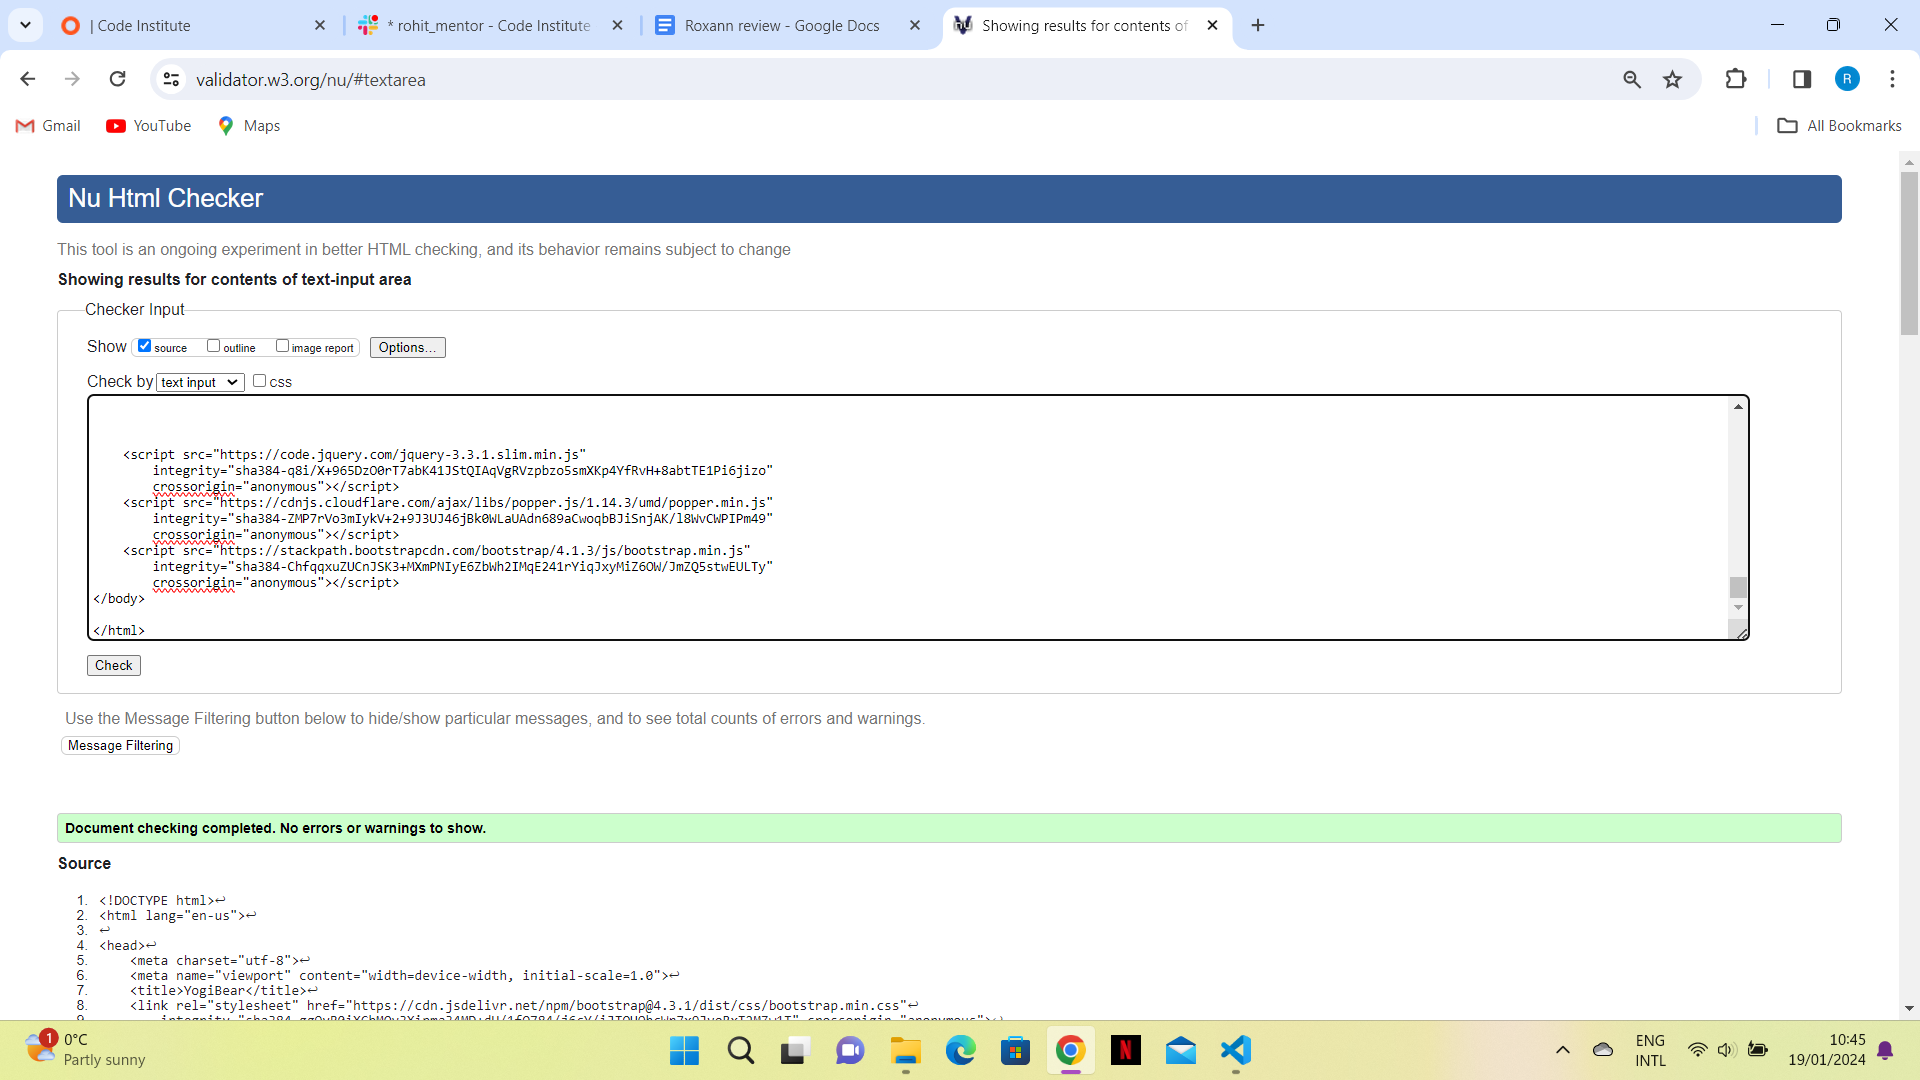 | Code Institute
* rohit_mentor - Code Institute
Roxann review - Google Docs
Showing results for contents of
validator.w3.org/nu/#textarea
R
Gmail
YouTube
Maps
All Bookmarks
Nu Html Checker
This tool is an ongoing experiment in better HTML checking, and its behavior remains subject to change
Showing results for contents of text-input area
Checker Input
Show source outline image report Options...
Check by text input css
<script src="https://code.jquery.com/jquery-3.3.1.slim.min.js"
integrity="sha384-q8i/X+965DzO0rT7abK41JStQIAqVgRVzpbzo5smXKp4YfRvH+8abtTE1Pi6jizo"
crossorigin="anonymous"></script>
<script src="https://cdnjs.cloudflare.com/ajax/libs/popper.js/1.14.3/umd/popper.min.js"
integrity="sha384-ZMP7rVo3mIykV+2+9J3UJ46jBk0WLaUAdn689aCwoqbBJiSnjAK/l8WvCWPIPm49"
crossorigin="anonymous"></script>
<script src="https://stackpath.bootstrapcdn.com/bootstrap/4.1.3/js/bootstrap.min.js"
integrity="sha384-ChfqqxuZUCnJSK3+MXmPNIyE6ZbWh2IMqE241rYiqJxyMiZ6OW/JmZQ5stwEULTy"
crossorigin="anonymous"></script>
</body>
</html>
Check
Use the Message Filtering button below to hide/show particular messages, and to see total counts of errors and warnings.
Message Filtering
Document checking completed. No errors or warnings to show.
Source
1. <!DOCTYPE html>↩
2. <html lang="en-us">↩
3. ↩
4. <head>↩
5. <meta charset="utf-8">↩
6. <meta name="viewport" content="width=device-width, initial-scale=1.0">↩
7. <title>YogiBear</title>↩
8. <link rel="stylesheet" href="https://cdn.jsdelivr.net/npm/bootstrap@4.3.1/dist/css/bootstrap.min.css"↩
1
0°C
Partly sunny
N
ENG
INTL
10:45
19/01/2024